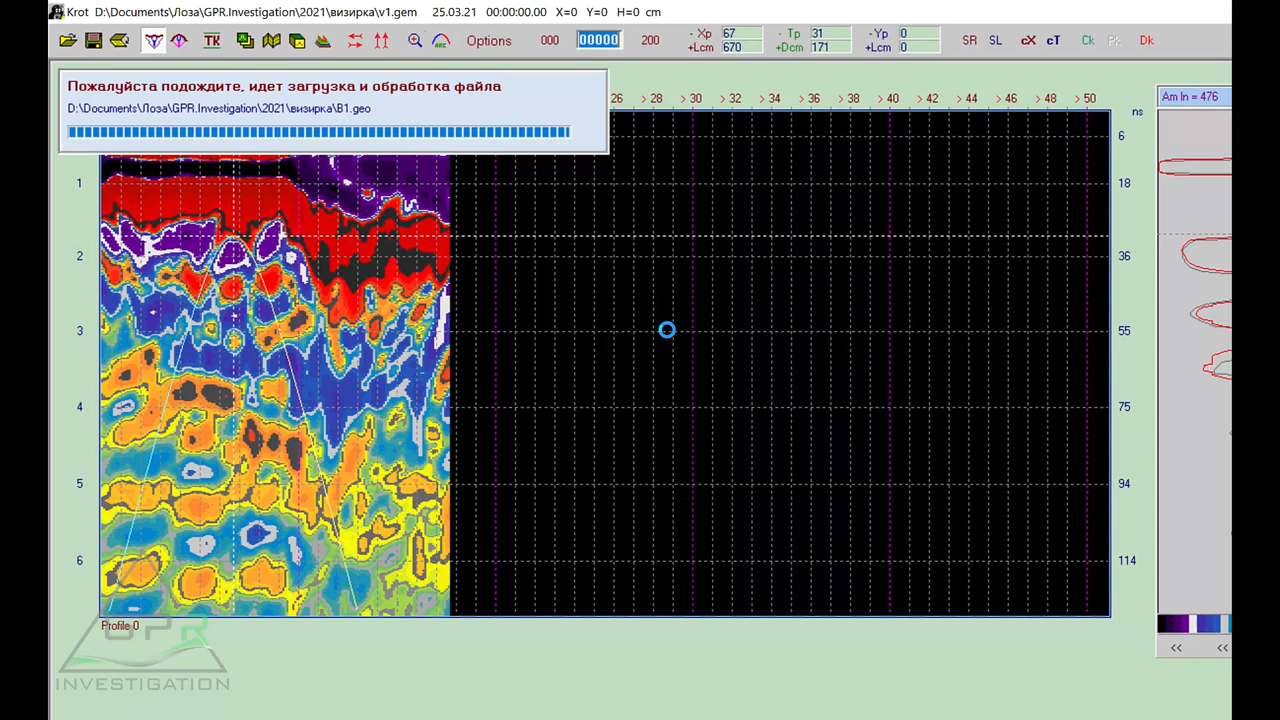 Krot D:\Documents\Лоза\GPR.Investigation\2021\визирка\v1.gem 25.03.21 00:00:00.00 X=0 Y=0 H=0 cm
ТК Options 000 00000 200 - Xp 67 - Tp 31 - Yp 0 SR SL cX cT Ck Pk Dk
+Lcm 670 +Dcm 171 +Lcm 0
Пожалуйста подождите, идет загрузка и обработка файла
D:\Documents\Лоза\GPR.Investigation\2021\визирка\B1.geo
26 28 30 32 34 36 38 40 42 44 46 48 50
Am In = 476
ns
6
1 18
2 36
3 55
4 75
5 94
6 114
Profile 0
<< <<
GPR
INVESTIGATION